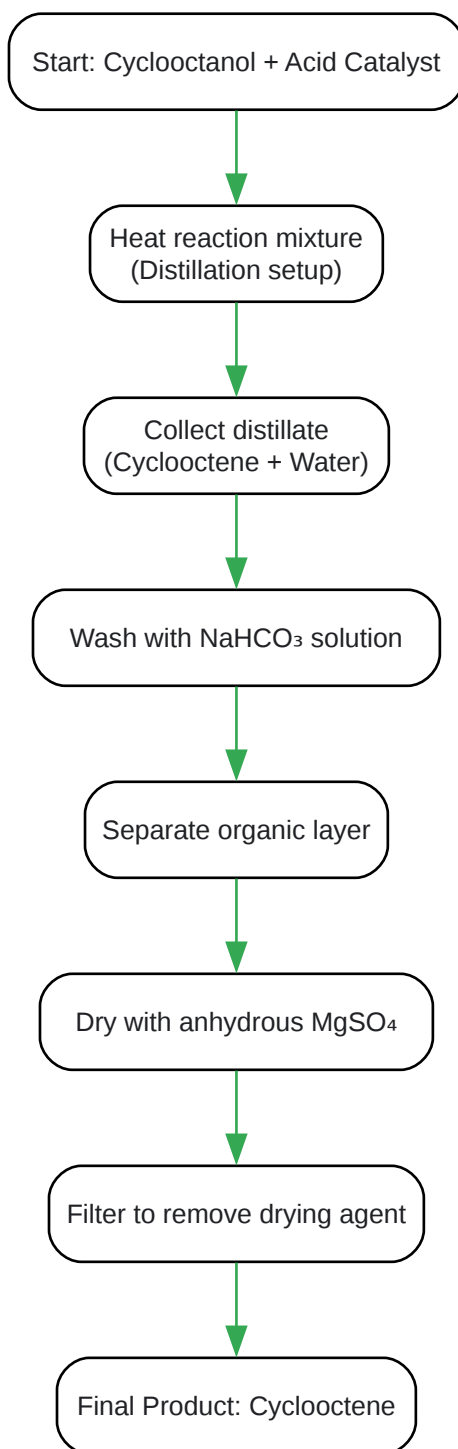 Start: Cyclooctanol + Acid Catalyst
Heat reaction mixture
(Distillation setup)
Collect distillate
(Cyclooctene + Water)
Wash with NaHCO₃ solution
Separate organic layer
Dry with anhydrous MgSO₄
Filter to remove drying agent
Final Product: Cyclooctene